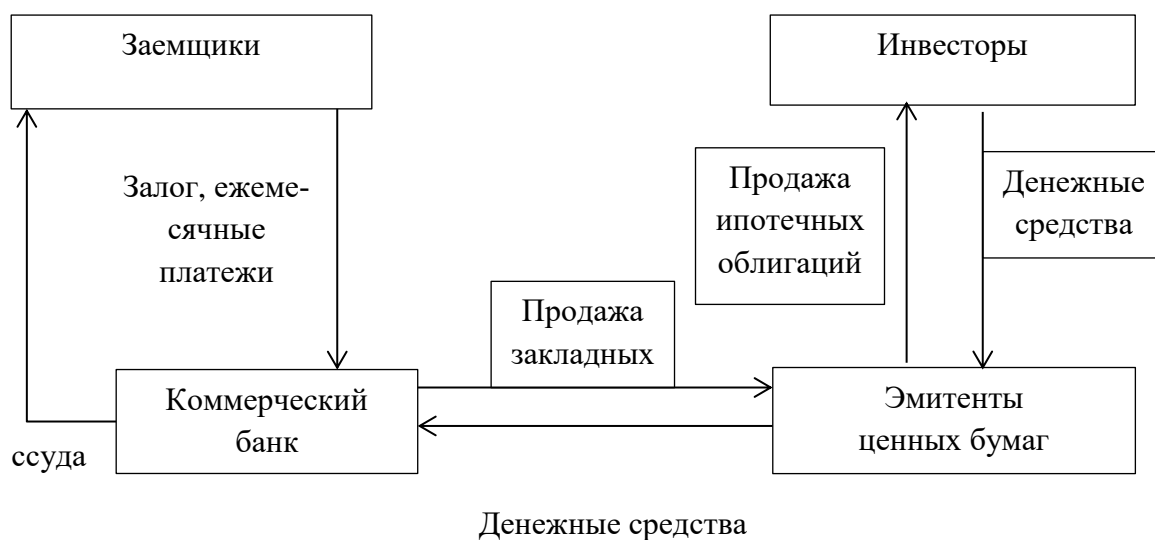 Заемщики
Инвесторы
Залог, ежеме-
сячные
платежи
Продажа
ипотечных
облигаций
Денежные
средства
Продажа
закладных
Коммерческий
банк
Эмитенты
ценных бумаг
ссуда
Денежные средства